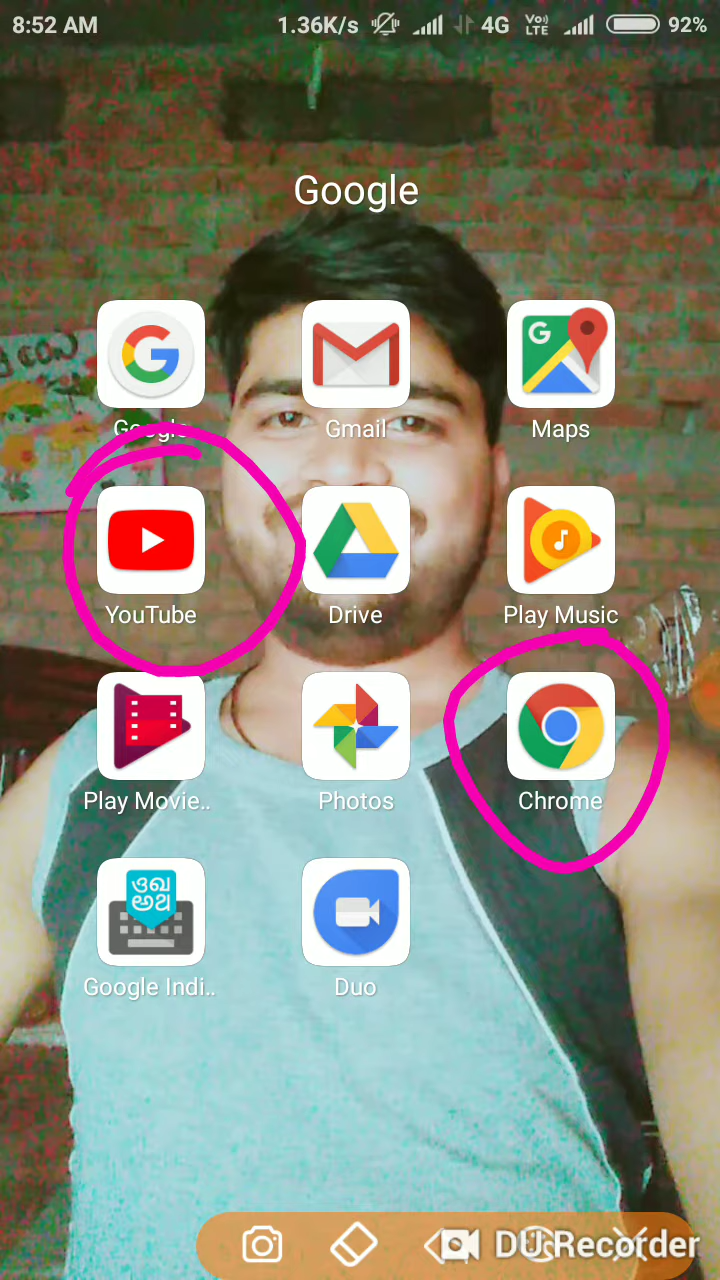 8:52 AM 1.36K/s 4G Vo)) LTE 92%
Google
Google Gmail Maps
YouTube Drive Play Music
Play Movie.. Photos Chrome
Google Indi.. Duo
DU Recorder